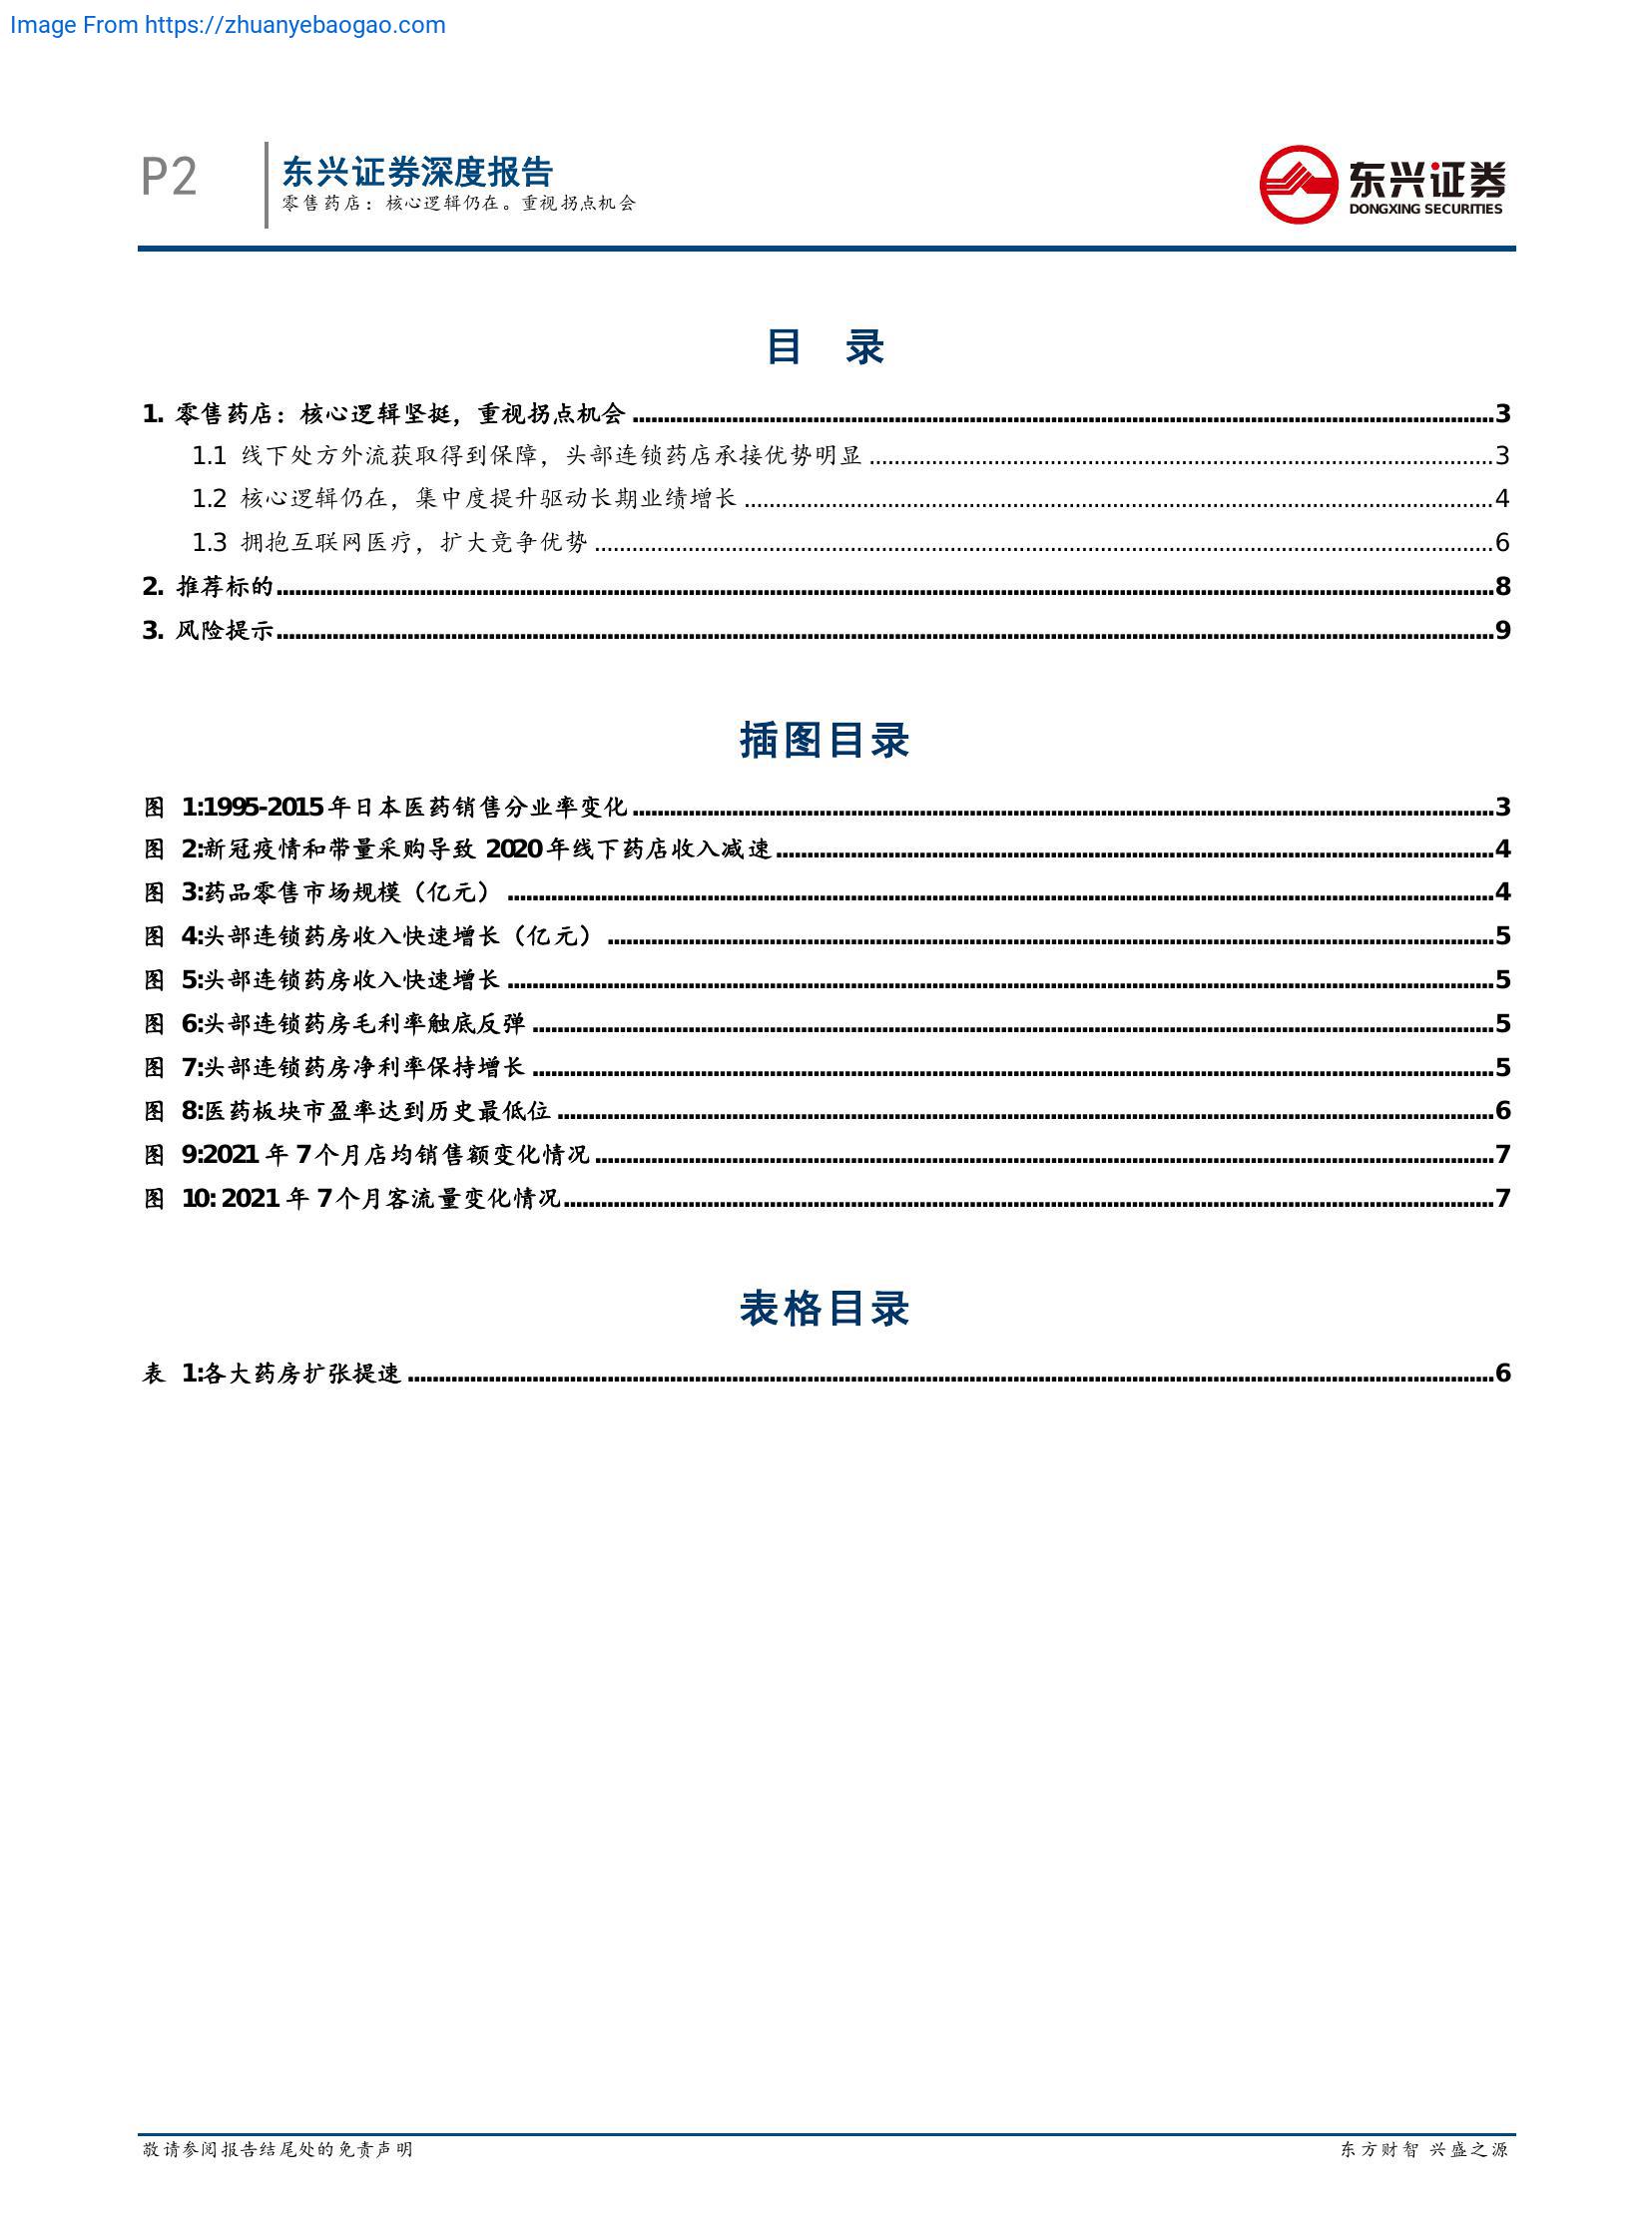 Image From https://zhuanyebaogao.com
P2
东兴证券深度报告
零售药店：核心逻辑仍在。重视拐点机会
东兴证券
DONGXING SECURITIES
目 录
1. 零售药店：核心逻辑坚挺，重视拐点机会 3
1.1 线下处方外流获取得到保障，头部连锁药店承接优势明显 3
1.2 核心逻辑仍在，集中度提升驱动长期业绩增长 4
1.3 拥抱互联网医疗，扩大竞争优势 6
2. 推荐标的 8
3. 风险提示 9
插图目录
图 1:1995-2015 年日本医药销售分业率变化 3
图 2:新冠疫情和带量采购导致 2020 年线下药店收入减速 4
图 3:药品零售市场规模（亿元） 4
图 4:头部连锁药房收入快速增长（亿元） 5
图 5:头部连锁药房收入快速增长 5
图 6:头部连锁药房毛利率触底反弹 5
图 7:头部连锁药房净利率保持增长 5
图 8:医药板块市盈率达到历史最低位 6
图 9:2021 年 7 个月店均销售额变化情况 7
图 10: 2021 年 7 个月客流量变化情况 7
表格目录
表 1:各大药房扩张提速 6
敬请参阅报告结尾处的免责声明
东方财智 兴盛之源